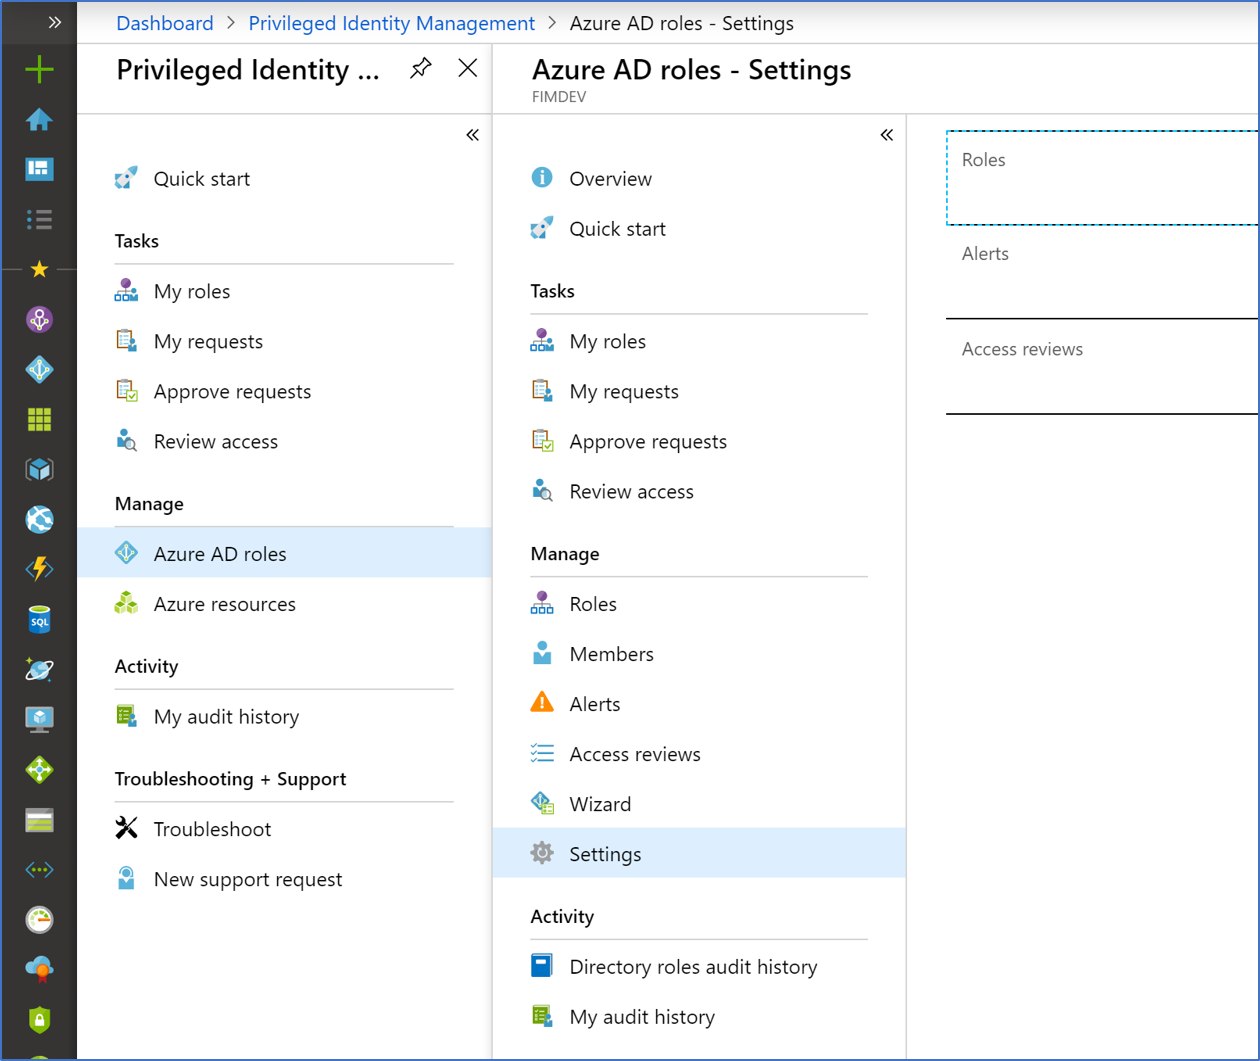 Dashboard > Privileged Identity Management > Azure AD roles - Settings
Privileged Identity ...
Quick start
Tasks
My roles
My requests
Approve requests
Review access
Manage
Azure AD roles
Azure resources
Activity
My audit history
Troubleshooting + Support
Troubleshoot
New support request
Azure AD roles - Settings
FIMDEV
Overview
Quick start
Tasks
My roles
My requests
Approve requests
Review access
Manage
Roles
Members
Alerts
Access reviews
Wizard
Settings
Activity
Directory roles audit history
My audit history
Roles
Alerts
Access reviews
SQL